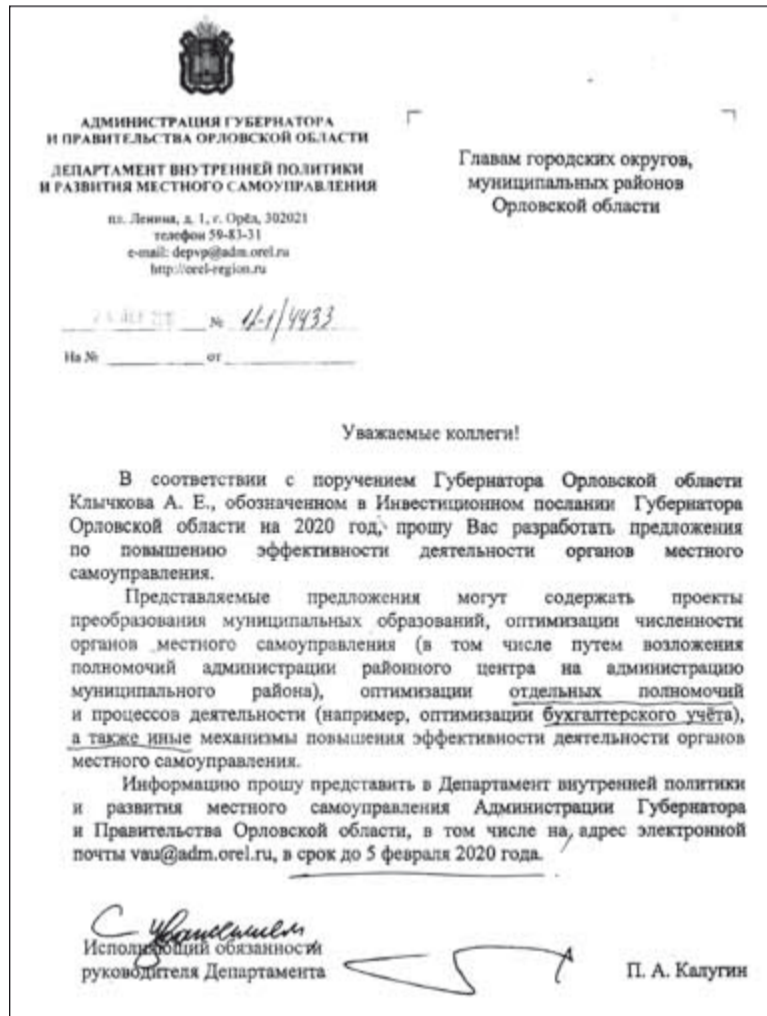 АДМИНИСТРАЦИЯ ГУБЕРНАТОРА
И ПРАВИТЕЛЬСТВА ОРЛОВСКОЙ ОБЛАСТИ
ДЕПАРТАМЕНТ ВНУТРЕННЕЙ ПОЛИТИКИ
И РАЗВИТИЯ МЕСТНОГО САМОУПРАВЛЕНИЯ
пл. Ленина, д. 1, г. Орёл, 302021
телефон 59-83-31
e-mail: depvp@adm.orel.ru
http://orel-region.ru
№ 4-1/4433
На № от
Главам городских округов,
муниципальных районов
Орловской области
Уважаемые коллеги!
В соответствии с поручением Губернатора Орловской области
Клычкова А. Е., обозначенном в Инвестиционном послании Губернатора
Орловской области на 2020 год, прошу Вас разработать предложения
по повышению эффективности деятельности органов местного
самоуправления.
Представляемые предложения могут содержать проекты
преобразования муниципальных образований, оптимизации численности
органов местного самоуправления (в том числе путем возложения
полномочий администрации районного центра на администрацию
муниципального района), оптимизации отдельных полномочий
и процессов деятельности (например, оптимизации бухгалтерского учёта),
а также иные механизмы повышения эффективности деятельности органов
местного самоуправления.
Информацию прошу представить в Департамент внутренней политики
и развития местного самоуправления Администрации Губернатора
и Правительства Орловской области, в том числе на адрес электронной
почты vau@adm.orel.ru, в срок до 5 февраля 2020 года.
С уважением
Исполняющий обязанности
руководителя Департамента П. А. Калугин